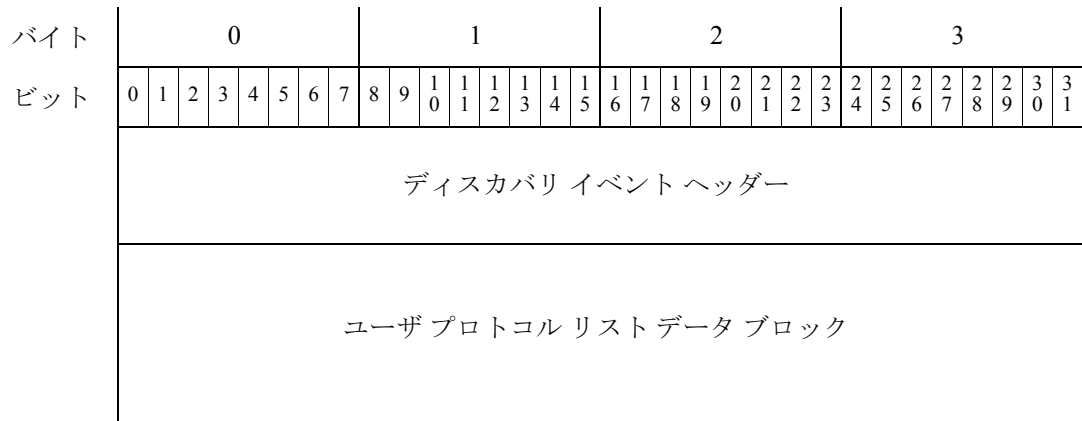 バイト 0 1 2 3
ビット 0 1 2 3 4 5 6 7 8 9 10 11 12 13 14 15 16 17 18 19 20 21 22 23 24 25 26 27 28 29 30 31
ディスカバリ イベント ヘッダー
ユーザ プロトコル リスト データ ブロック